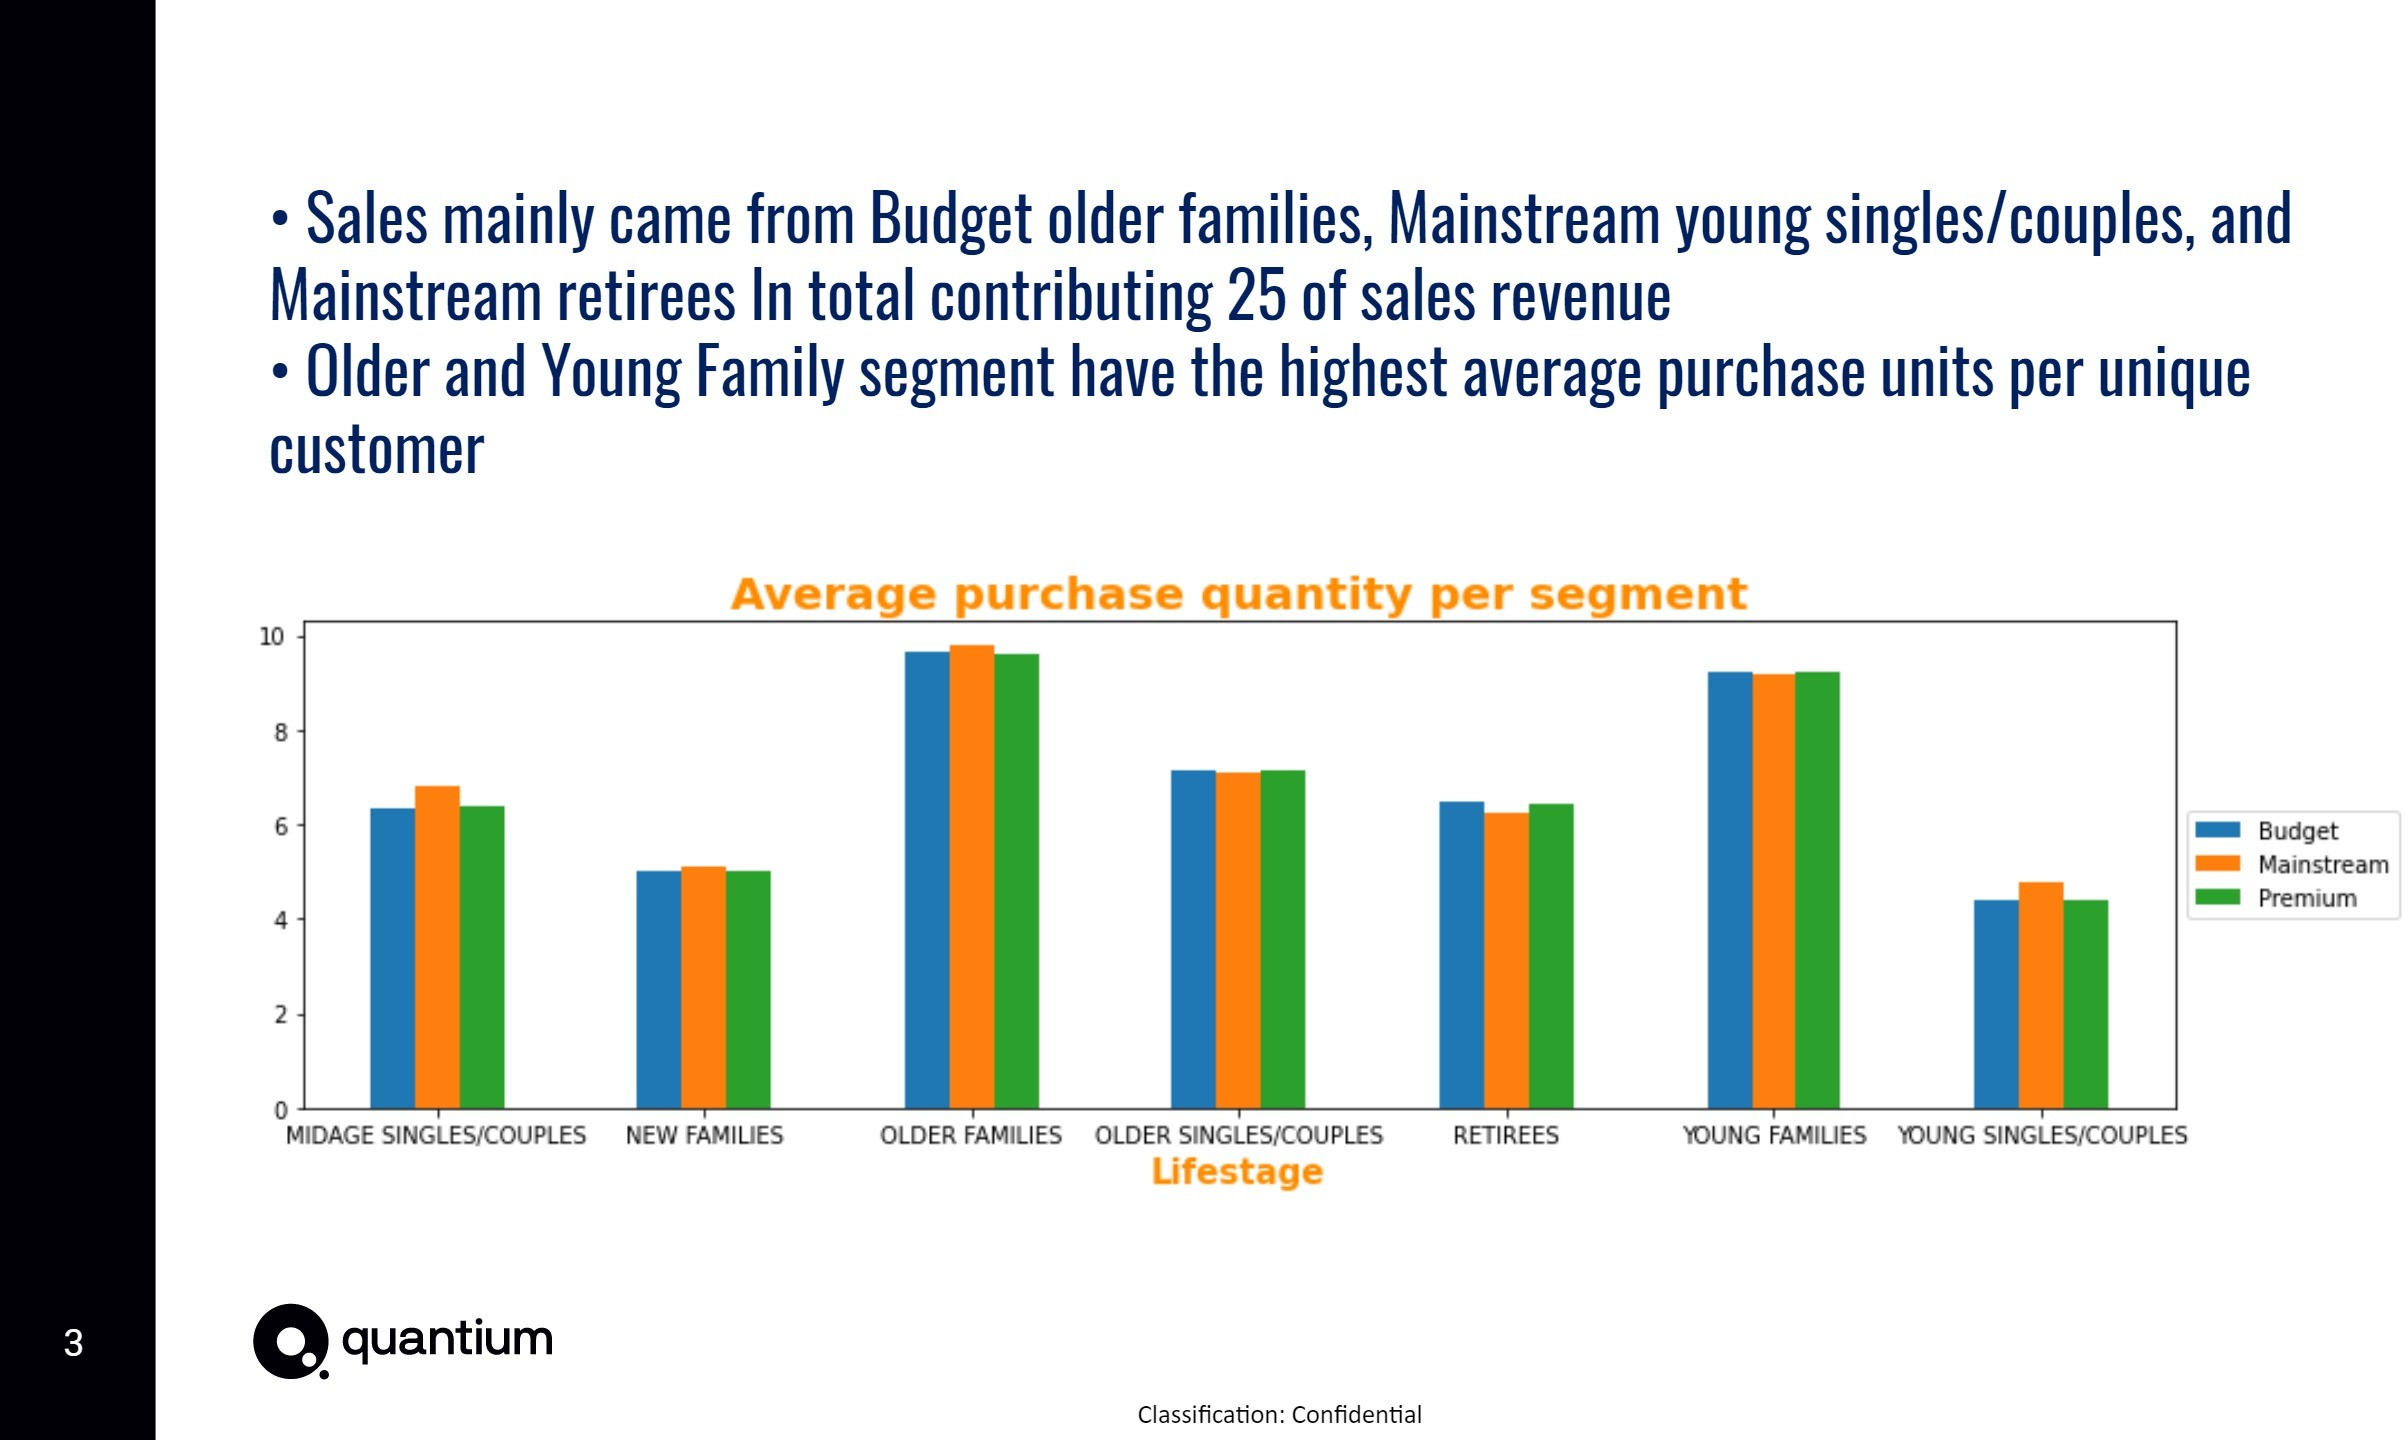 • Sales mainly came from Budget older families, Mainstream young singles/couples, and
Mainstream retirees In total contributing 25 of sales revenue
• Older and Young Family segment have the highest average purchase units per unique
customer
Average purchase quantity per segment
10
8
6
4
2
0
MIDAGE SINGLES/COUPLES NEW FAMILIES OLDER FAMILIES OLDER SINGLES/COUPLES RETIREES YOUNG FAMILIES YOUNG SINGLES/COUPLES
Lifestage
Budget
Mainstream
Premium
3
quantium
Classification: Confidential